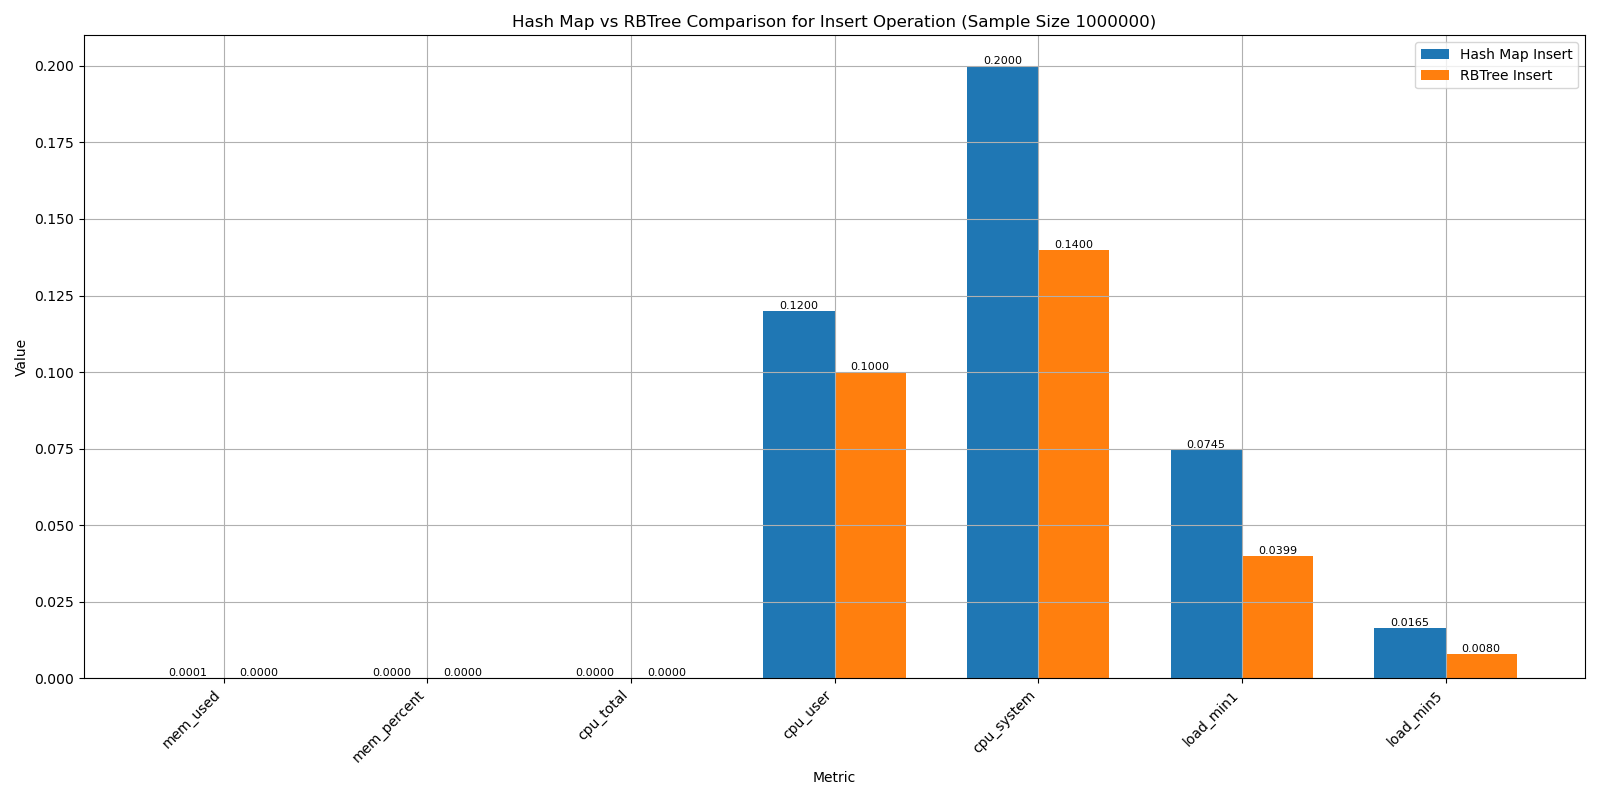 Hash Map vs RBTree Comparison for Insert Operation (Sample Size 1000000)
Hash Map Insert
RBTree Insert
Value
0.200
0.175
0.150
0.125
0.100
0.075
0.050
0.025
0.000
0.0001
0.0000
0.0000
0.0000
0.0000
0.0000
0.1200
0.1000
0.2000
0.1400
0.0745
0.0399
0.0165
0.0080
mem_used
mem_percent
cpu_total
cpu_user
cpu_system
load_min1
load_min5
Metric